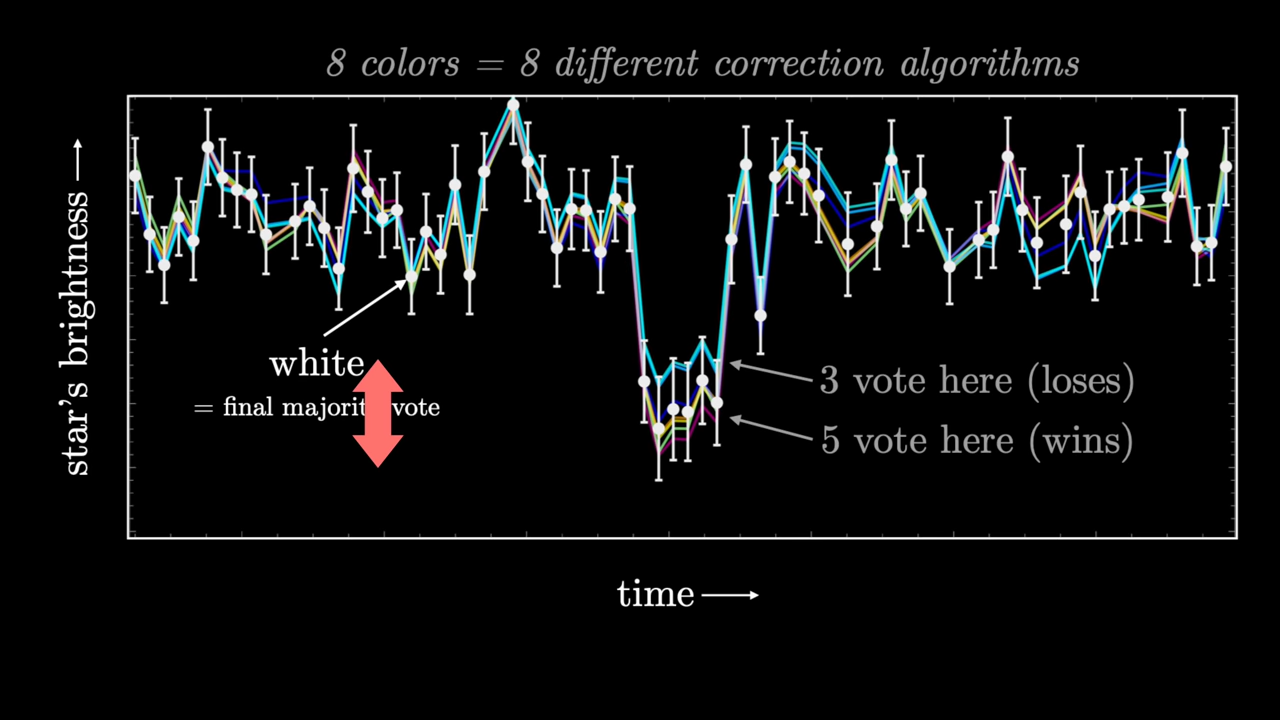 8 colors = 8 different correction algorithms
star's brightness
white
= final majority vote
3 vote here (loses)
5 vote here (wins)
time